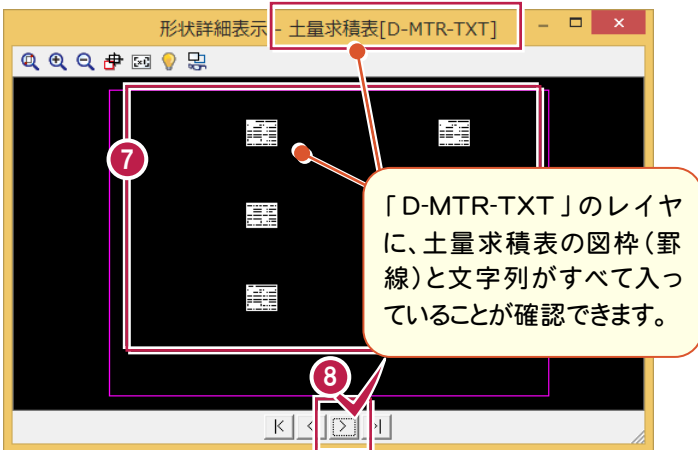 形状詳細表示 - 土量求積表[D-MTR-TXT]
7
「D-MTR-TXT」のレイヤ
に、土量求積表の図枠(罫
線)と文字列がすべて入っ
ていることが確認できます。
8